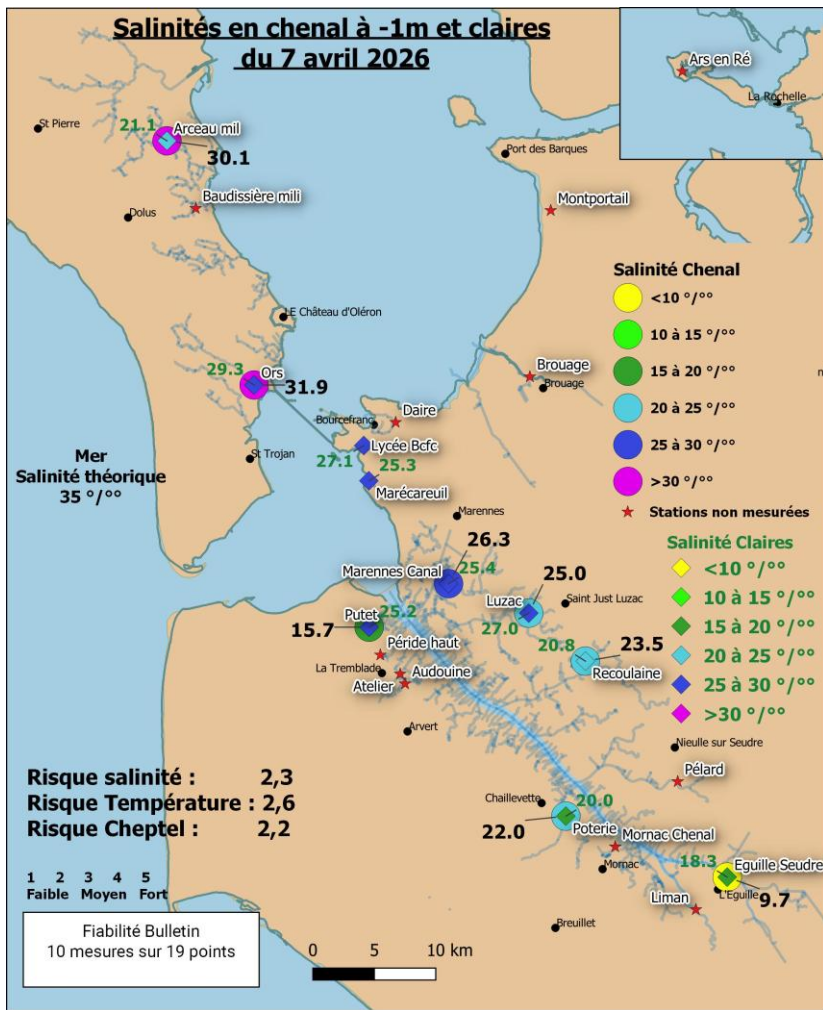 Salinités en chenal à -1m et claires
du 7 avril 2026
Ars en Ré
La Rochelle
St Pierre
21.1
Arceau mil
30.1
Port des Barques
Baudissière mili
Dolus
Montportail
LE Château d'Oléron
29.3
Ors
31.9
Brouage
Brouage
Bourcefranc
Daire
Lycée Bcfc
27.1
25.3
Marécareuil
St Trojan
Marennes
Mer
Salinité théorique
35 °/°°
Salinité Chenal
<10 °/°°
10 à 15 °/°°
15 à 20 °/°°
20 à 25 °/°°
25 à 30 °/°°
>30 °/°°
Stations non mesurées
Salinité Claires
<10 °/°°
10 à 15 °/°°
15 à 20 °/°°
20 à 25 °/°°
25 à 30 °/°°
>30 °/°°
26.3
Marennes Canal
25.4
25.0
Luzac
27.0
Saint Just Luzac
Putet
25.2
15.7
20.8
23.5
Recoulaine
Péride haut
La Tremblade
Audouine
Atelier
Arvert
Nieulle sur Seudre
Pélard
Chaillevette
20.0
22.0
Poterie
Mornac Chenal
Mornac
18.3
Eguille Seudre
L'Eguille
9.7
Liman
Breuillet
Risque salinité : 2,3
Risque Température : 2,6
Risque Cheptel : 2,2
1 2 3 4 5
Faible Moyen Fort
Fiabilité Bulletin
10 mesures sur 19 points
0 5 10 km